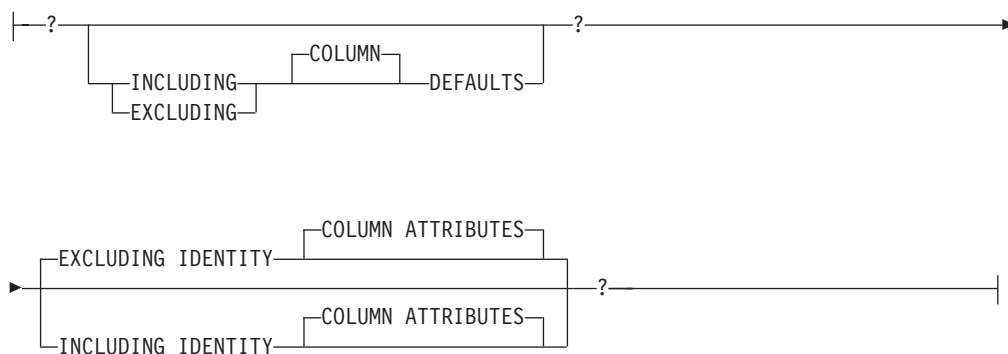 ? ?
COLUMN
INCLUDING DEFAULTS
EXCLUDING
COLUMN ATTRIBUTES
EXCLUDING IDENTITY
?
COLUMN ATTRIBUTES
INCLUDING IDENTITY